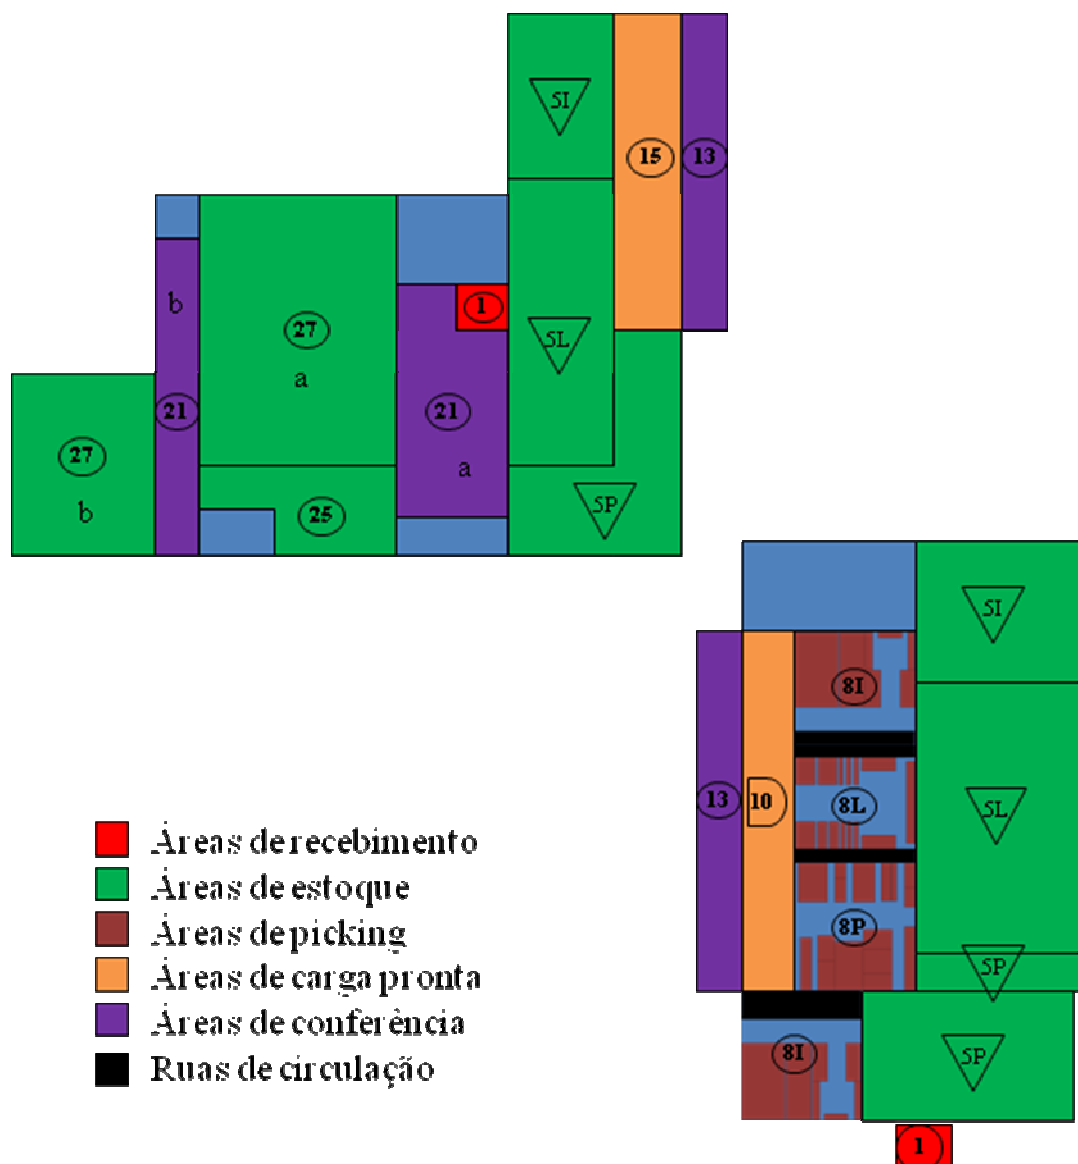 5I
15
13
b
1
27
5L
a
21
21
27
a
b
25
5P
5I
8I
13
10
8L
5L
8P
5P
8I
5P
1
Áreas de recebimento
Áreas de estoque
Áreas de picking
Áreas de carga pronta
Áreas de conferência
Ruas de circulação